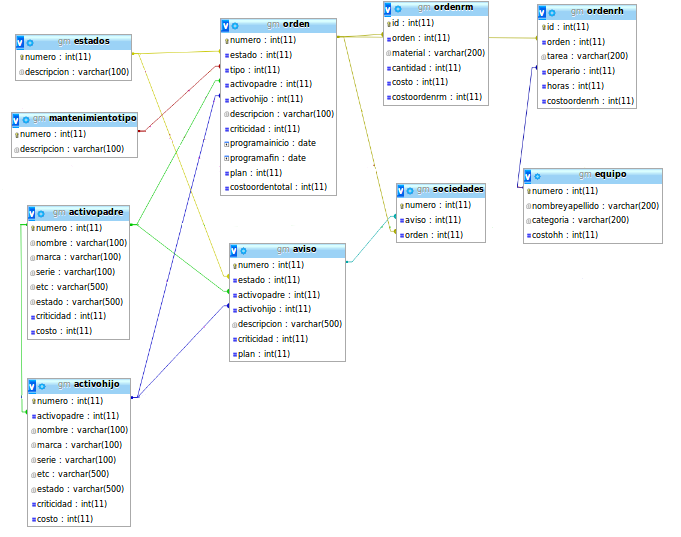 gm estados
numero : int(11)
descripcion : varchar(100)
gm mantenimientotipo
numero : int(11)
descripcion : varchar(100)
gm activopadre
numero : int(11)
nombre : varchar(100)
marca : varchar(100)
serie : varchar(100)
etc : varchar(500)
estado : varchar(500)
criticidad : int(11)
costo : int(11)
gm activohijo
numero : int(11)
activopadre : int(11)
nombre : varchar(100)
marca : varchar(100)
serie : varchar(100)
etc : varchar(500)
estado : varchar(500)
criticidad : int(11)
costo : int(11)
gm orden
numero : int(11)
estado : int(11)
tipo : int(11)
activopadre : int(11)
activohijo : int(11)
descripcion : varchar(100)
criticidad : int(11)
programainicio : date
programafin : date
plan : int(11)
costoordentotal : int(11)
gm aviso
numero : int(11)
estado : int(11)
activopadre : int(11)
activohijo : int(11)
descripcion : varchar(500)
criticidad : int(11)
plan : int(11)
gm ordenrm
id : int(11)
orden : int(11)
material : varchar(200)
cantidad : int(11)
costo : int(11)
costoordenrm : int(11)
gm sociedades
numero : int(11)
aviso : int(11)
orden : int(11)
gm ordenrh
id : int(11)
orden : int(11)
tarea : varchar(200)
operario : int(11)
horas : int(11)
costoordenrh : int(11)
gm equipo
numero : int(11)
nombreyapellido : varchar(200)
categoria : varchar(200)
costohh : int(11)